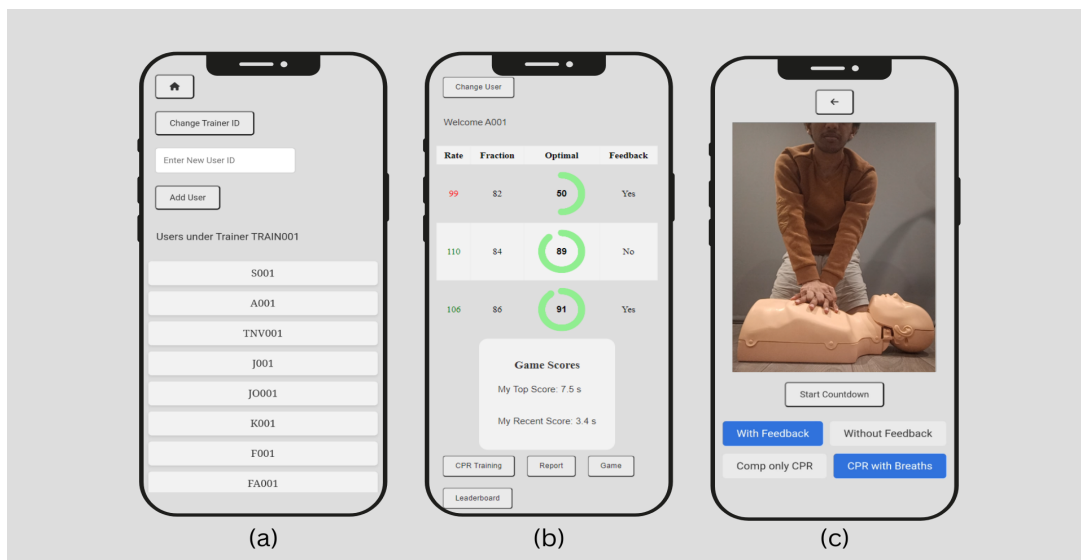 Change Trainer ID
Enter New User ID
Add User
Users under Trainer TRAIN001
S001
A001
TNV001
J001
JO001
K001
F001
FA001
(a)
Change User
Welcome A001
Rate Fraction Optimal Feedback
99 82 50 Yes
110 84 89 No
106 86 91 Yes
Game Scores
My Top Score: 7.5 s
My Recent Score: 3.4 s
CPR Training Report Game
Leaderboard
(b)
Start Countdown
With Feedback Without Feedback
Comp only CPR CPR with Breaths
(c)